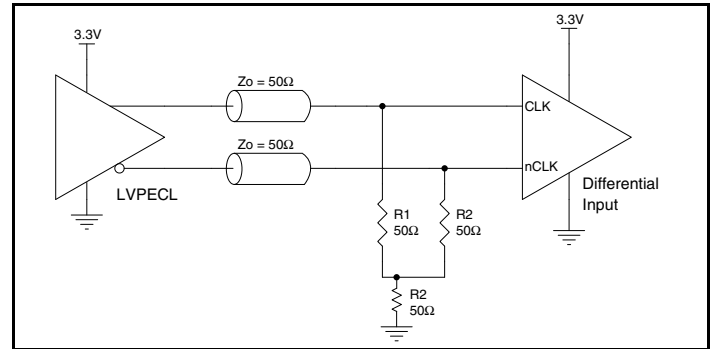 3.3V
3.3V
Zo = 50Ω
CLK
Zo = 50Ω
nCLK
LVPECL
Differential
Input
R1
50Ω
R2
50Ω
R2
50Ω